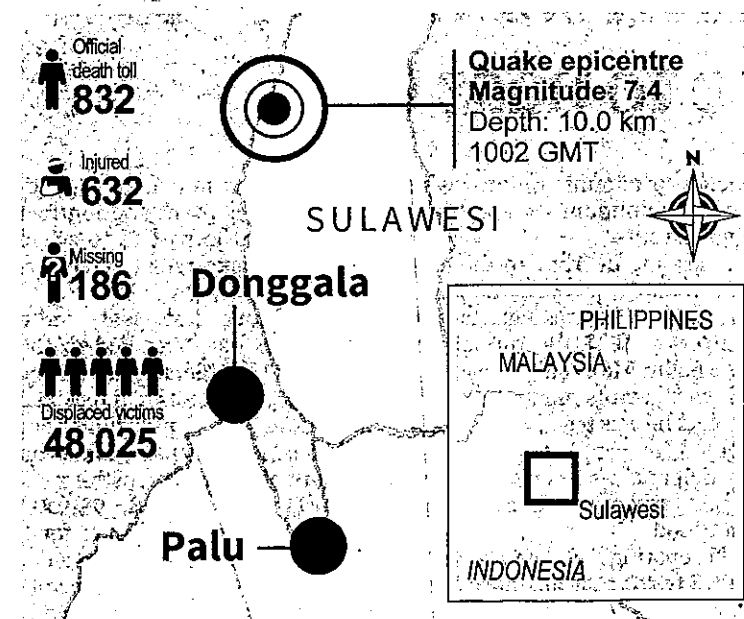 Official
death toll
832
Injured
632
Missing
186
Displaced victims
48,025
Quake epicentre
Magnitude: 7.4
Depth: 10.0 km
1002 GMT
N
SULAWESI
Donggala
Palu
PHILIPPINES
MALAYSIA
Sulawesi
INDONESIA